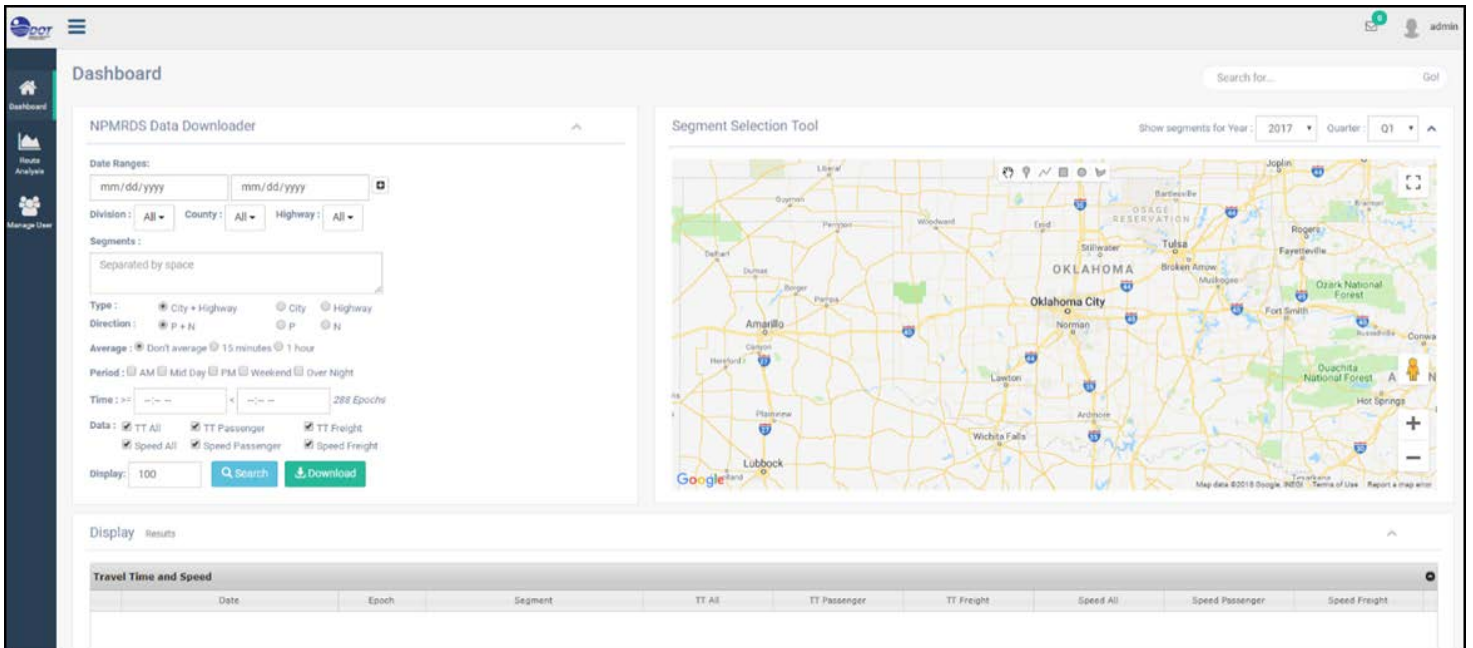 DOT
0
admin
Dashboard
Search for...
Go!
Dashboard
Route
Analysis
Manage User
NPMRDS Data Downloader
Date Ranges:
mm/dd/yyyy
mm/dd/yyyy
Division :
All
County :
All
Highway :
All
Segments :
Separated by space
Type :
City + Highway
City
Highway
Direction :
P + N
P
N
Average :
Don't average
15 minutes
1 hour
Period :
AM
Mid Day
PM
Weekend
Over Night
Time : >=
--:-- --
<
--:-- --
288 Epochs
Data :
TT All
TT Passenger
TT Freight
Speed All
Speed Passenger
Speed Freight
Display:
100
Search
Download
Segment Selection Tool
Show segments for Year :
2017
Quarter :
Q1
Liberal
Joplin
Guymon
Bartlesville
Branson
OSAGE
RESERVATION
Perryton
Woodward
Enid
Rogers
Stillwater
Tulsa
Fayetteville
Dalhart
Dumas
OKLAHOMA
Broken Arrow
Muskogee
Borger
Pampa
Ozark National
Forest
Oklahoma City
Fort Smith
Amarillo
Norman
Russellville
Conwa
Canyon
Hereford
Ouachita
National Forest
A
N
Lawton
Hot Springs
Plainview
Ardmore
Wichita Falls
Lubbock
Texarkana
Google
Map data ©2018 Google, INEGI
Terms of Use
Report a map error
Display
Results
Travel Time and Speed
Date
Epoch
Segment
TT All
TT Passenger
TT Freight
Speed All
Speed Passenger
Speed Freight